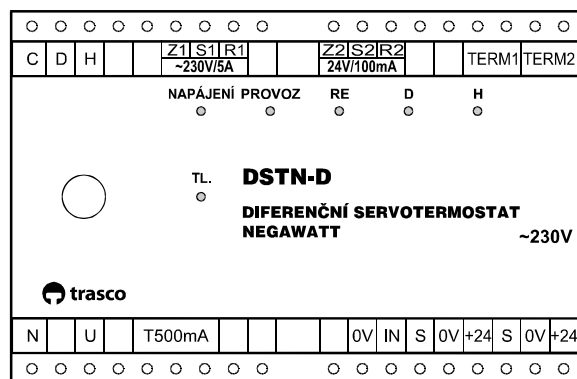 C D H Z1 S1 R1 Z2 S2 R2 TERM1 TERM2
~230V/5A 24V/100mA
NAPÁJENÍ PROVOZ RE D H
TL. DSTN-D
DIFERENČNÍ SERVOTERMOSTAT
NEGAWATT ~230V
trasco
N U T500mA 0V IN S 0V +24 S 0V +24